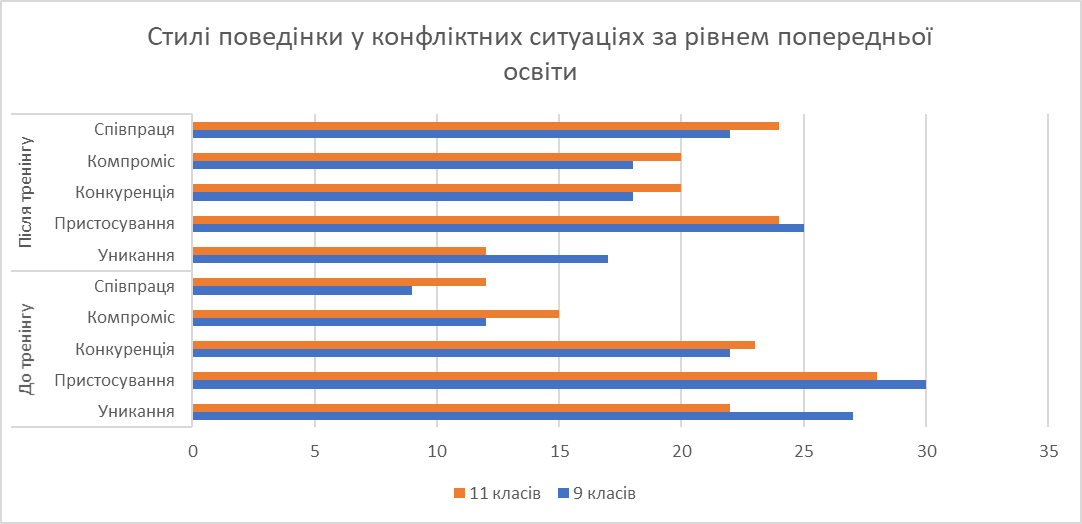 Стилі поведінки у конфліктних ситуаціях за рівнем попередньої
освіти
Після тренінгу
Співпраця
Компроміс
Конкуренція
Пристосування
Уникання
До тренінгу
Співпраця
Компроміс
Конкуренція
Пристосування
Уникання
0 5 10 15 20 25 30 35
11 класів 9 класів